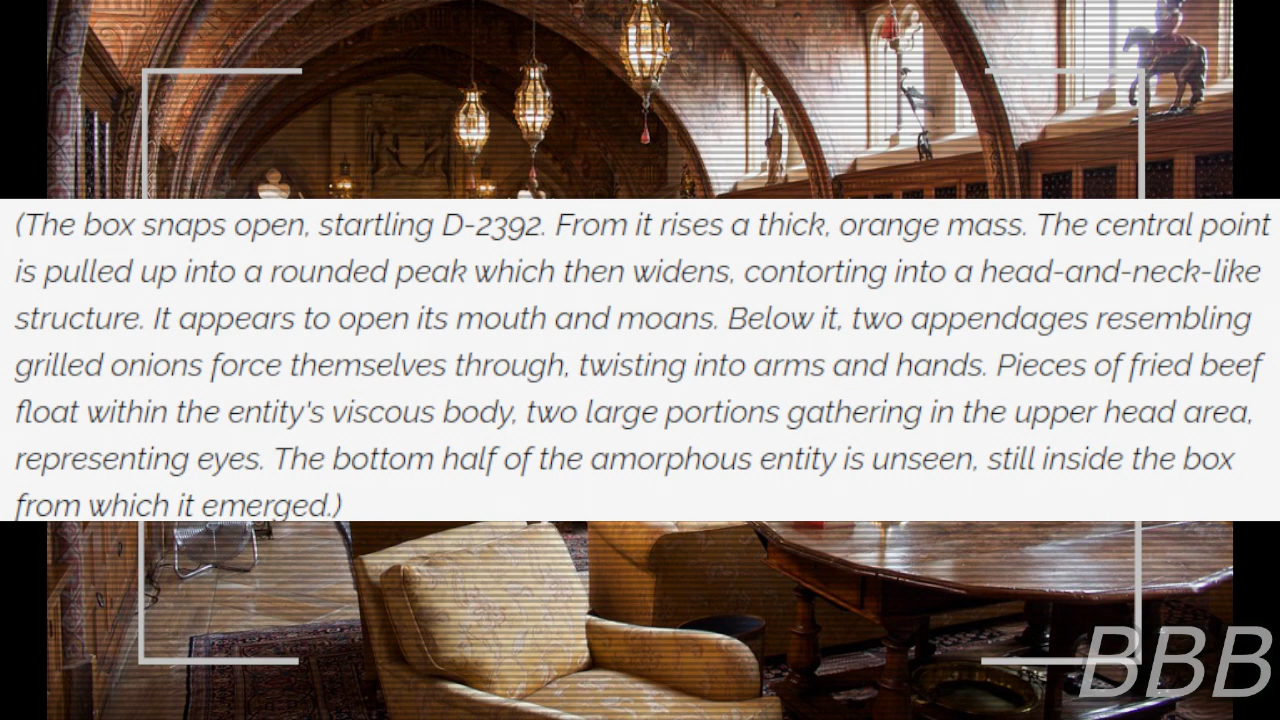 (The box snaps open, startling D-2392. From it rises a thick, orange mass. The central point
is pulled up into a rounded peak which then widens, contorting into a head-and-neck-like
structure. It appears to open its mouth and moans. Below it, two appendages resembling
grilled onions force themselves through, twisting into arms and hands. Pieces of fried beef
float within the entity's viscous body, two large portions gathering in the upper head area,
representing eyes. The bottom half of the amorphous entity is unseen, still inside the box
from which it emerged.)
BBB